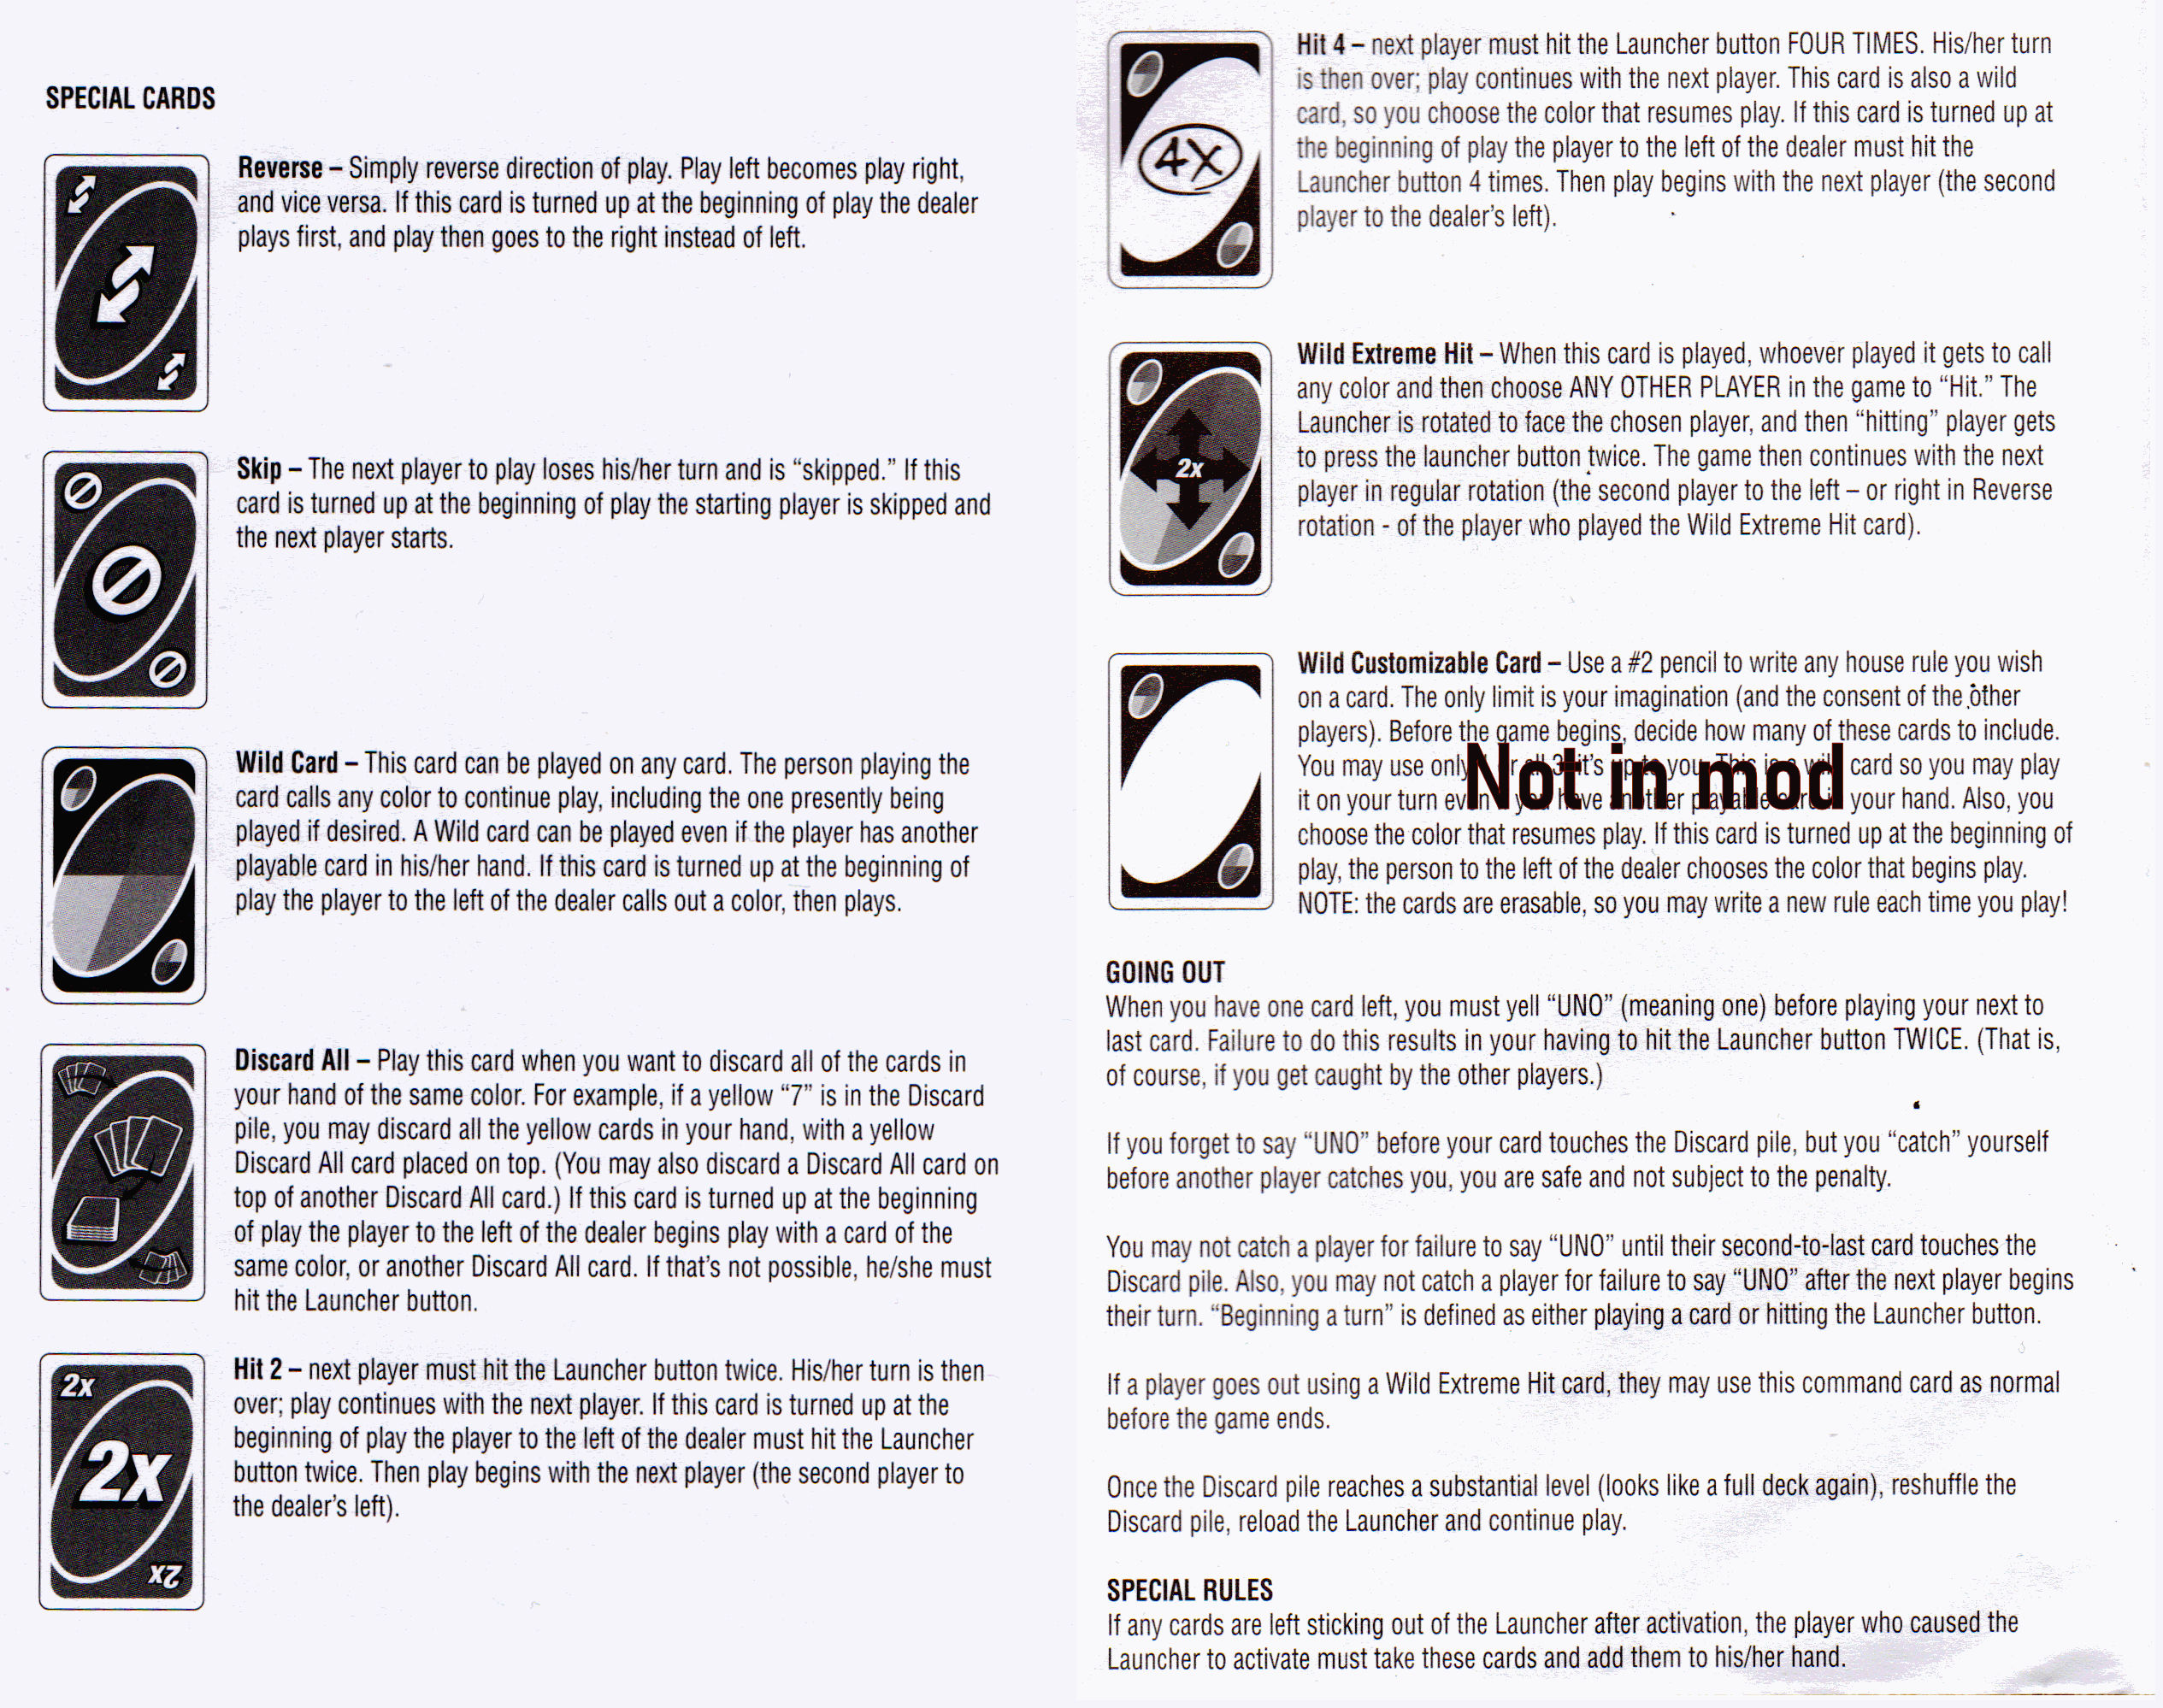 SPECIAL CARDS
Reverse – Simply reverse direction of play. Play left becomes play right,
and vice versa. If this card is turned up at the beginning of play the dealer
plays first, and play then goes to the right instead of left.
Skip – The next player to play loses his/her turn and is “skipped.” If this
card is turned up at the beginning of play the starting player is skipped and
the next player starts.
Wild Card – This card can be played on any card. The person playing the
card calls any color to continue play, including the one presently being
played if desired. A Wild card can be played even if the player has another
playable card in his/her hand. If this card is turned up at the beginning of
play the player to the left of the dealer calls out a color, then plays.
Discard All – Play this card when you want to discard all of the cards in
your hand of the same color. For example, if a yellow “7” is in the Discard
pile, you may discard all the yellow cards in your hand, with a yellow
Discard All card placed on top. (You may also discard a Discard All card on
top of another Discard All card.) If this card is turned up at the beginning
of play the player to the left of the dealer begins play with a card of the
same color, or another Discard All card. If that’s not possible, he/she must
hit the Launcher button.
2x
2x
2x
Hit 2 – next player must hit the Launcher button twice. His/her turn is then
over; play continues with the next player. If this card is turned up at the
beginning of play the player to the left of the dealer must hit the Launcher
button twice. Then play begins with the next player (the second player to
the dealer’s left).
4X
Hit 4 – next player must hit the Launcher button FOUR TIMES. His/her turn
is then over; play continues with the next player. This card is also a wild
card, so you choose the color that resumes play. If this card is turned up at
the beginning of play the player to the left of the dealer must hit the
Launcher button 4 times. Then play begins with the next player (the second
player to the dealer’s left).
2x
Wild Extreme Hit – When this card is played, whoever played it gets to call
any color and then choose ANY OTHER PLAYER in the game to “Hit.” The
Launcher is rotated to face the chosen player, and then “hitting” player gets
to press the launcher button twice. The game then continues with the next
player in regular rotation (the second player to the left – or right in Reverse
rotation - of the player who played the Wild Extreme Hit card).
Wild Customizable Card – Use a #2 pencil to write any house rule you wish
on a card. The only limit is your imagination (and the consent of the other
players). Before the game begins, decide how many of these cards to include.
You may use only it’s up to you. This is a card so you may play
it on your turn you have another playable your hand. Also, you
Not in mod
choose the color that resumes play. If this card is turned up at the beginning of
play, the person to the left of the dealer chooses the color that begins play.
NOTE: the cards are erasable, so you may write a new rule each time you play!
GOING OUT
When you have one card left, you must yell “UNO” (meaning one) before playing your next to
last card. Failure to do this results in your having to hit the Launcher button TWICE. (That is,
of course, if you get caught by the other players.)
If you forget to say “UNO” before your card touches the Discard pile, but you “catch” yourself
before another player catches you, you are safe and not subject to the penalty.
You may not catch a player for failure to say “UNO” until their second-to-last card touches the
Discard pile. Also, you may not catch a player for failure to say “UNO” after the next player begins
their turn. “Beginning a turn” is defined as either playing a card or hitting the Launcher button.
If a player goes out using a Wild Extreme Hit card, they may use this command card as normal
before the game ends.
Once the Discard pile reaches a substantial level (looks like a full deck again), reshuffle the
Discard pile, reload the Launcher and continue play.
SPECIAL RULES
If any cards are left sticking out of the Launcher after activation, the player who caused the
Launcher to activate must take these cards and add them to his/her hand.